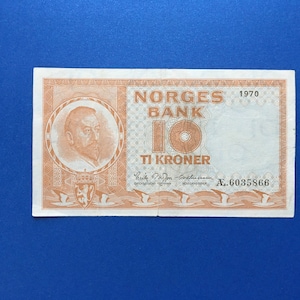 NORGES
1970
BANK
10
TI KRONER
A..6035866